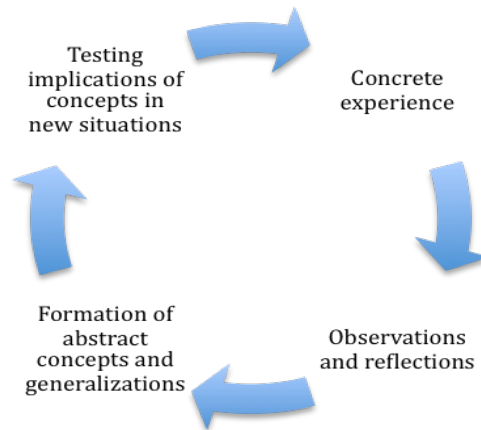 Testing
implications of
concepts in
new situations
Concrete
experience
Observations
and reflections
Formation of
abstract
concepts and
generalizations